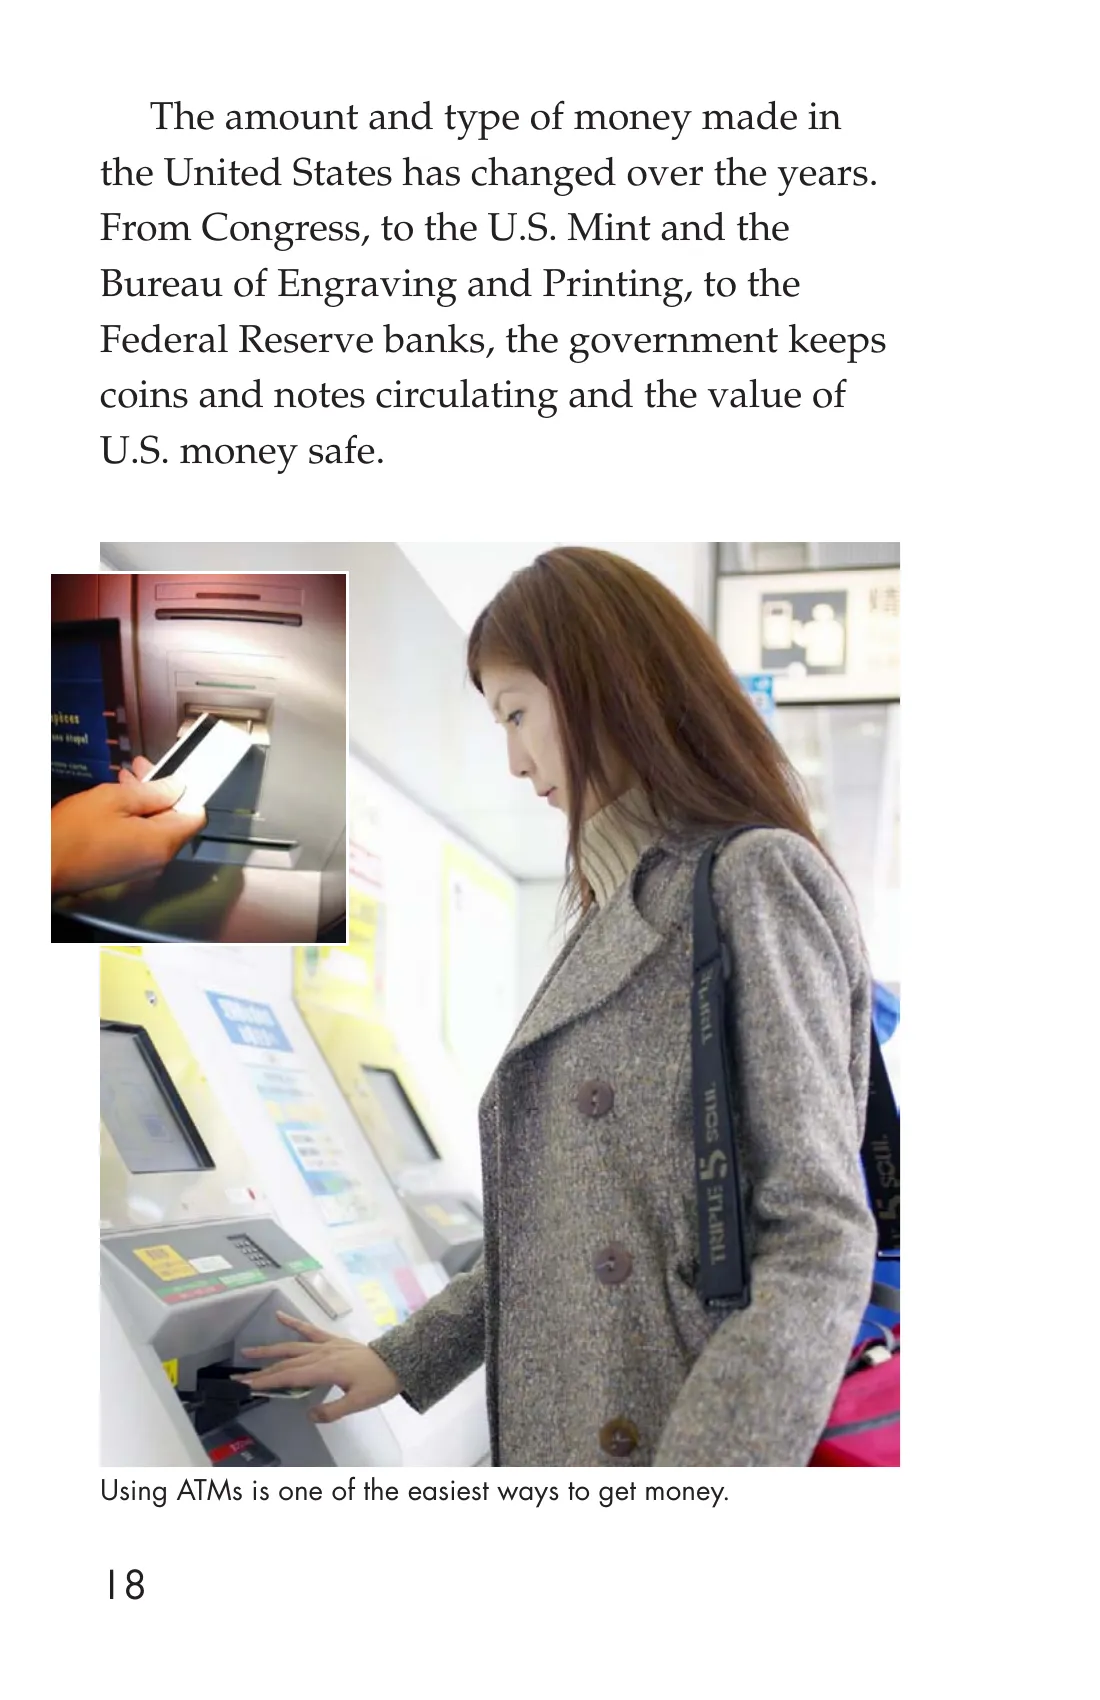 The amount and type of money made in
the United States has changed over the years.
From Congress, to the U.S. Mint and the
Bureau of Engraving and Printing, to the
Federal Reserve banks, the government keeps
coins and notes circulating and the value of
U.S. money safe.
TRIPLE
TRIPLE 5 SOUL
5 SOUL
Using ATMs is one of the easiest ways to get money.
18